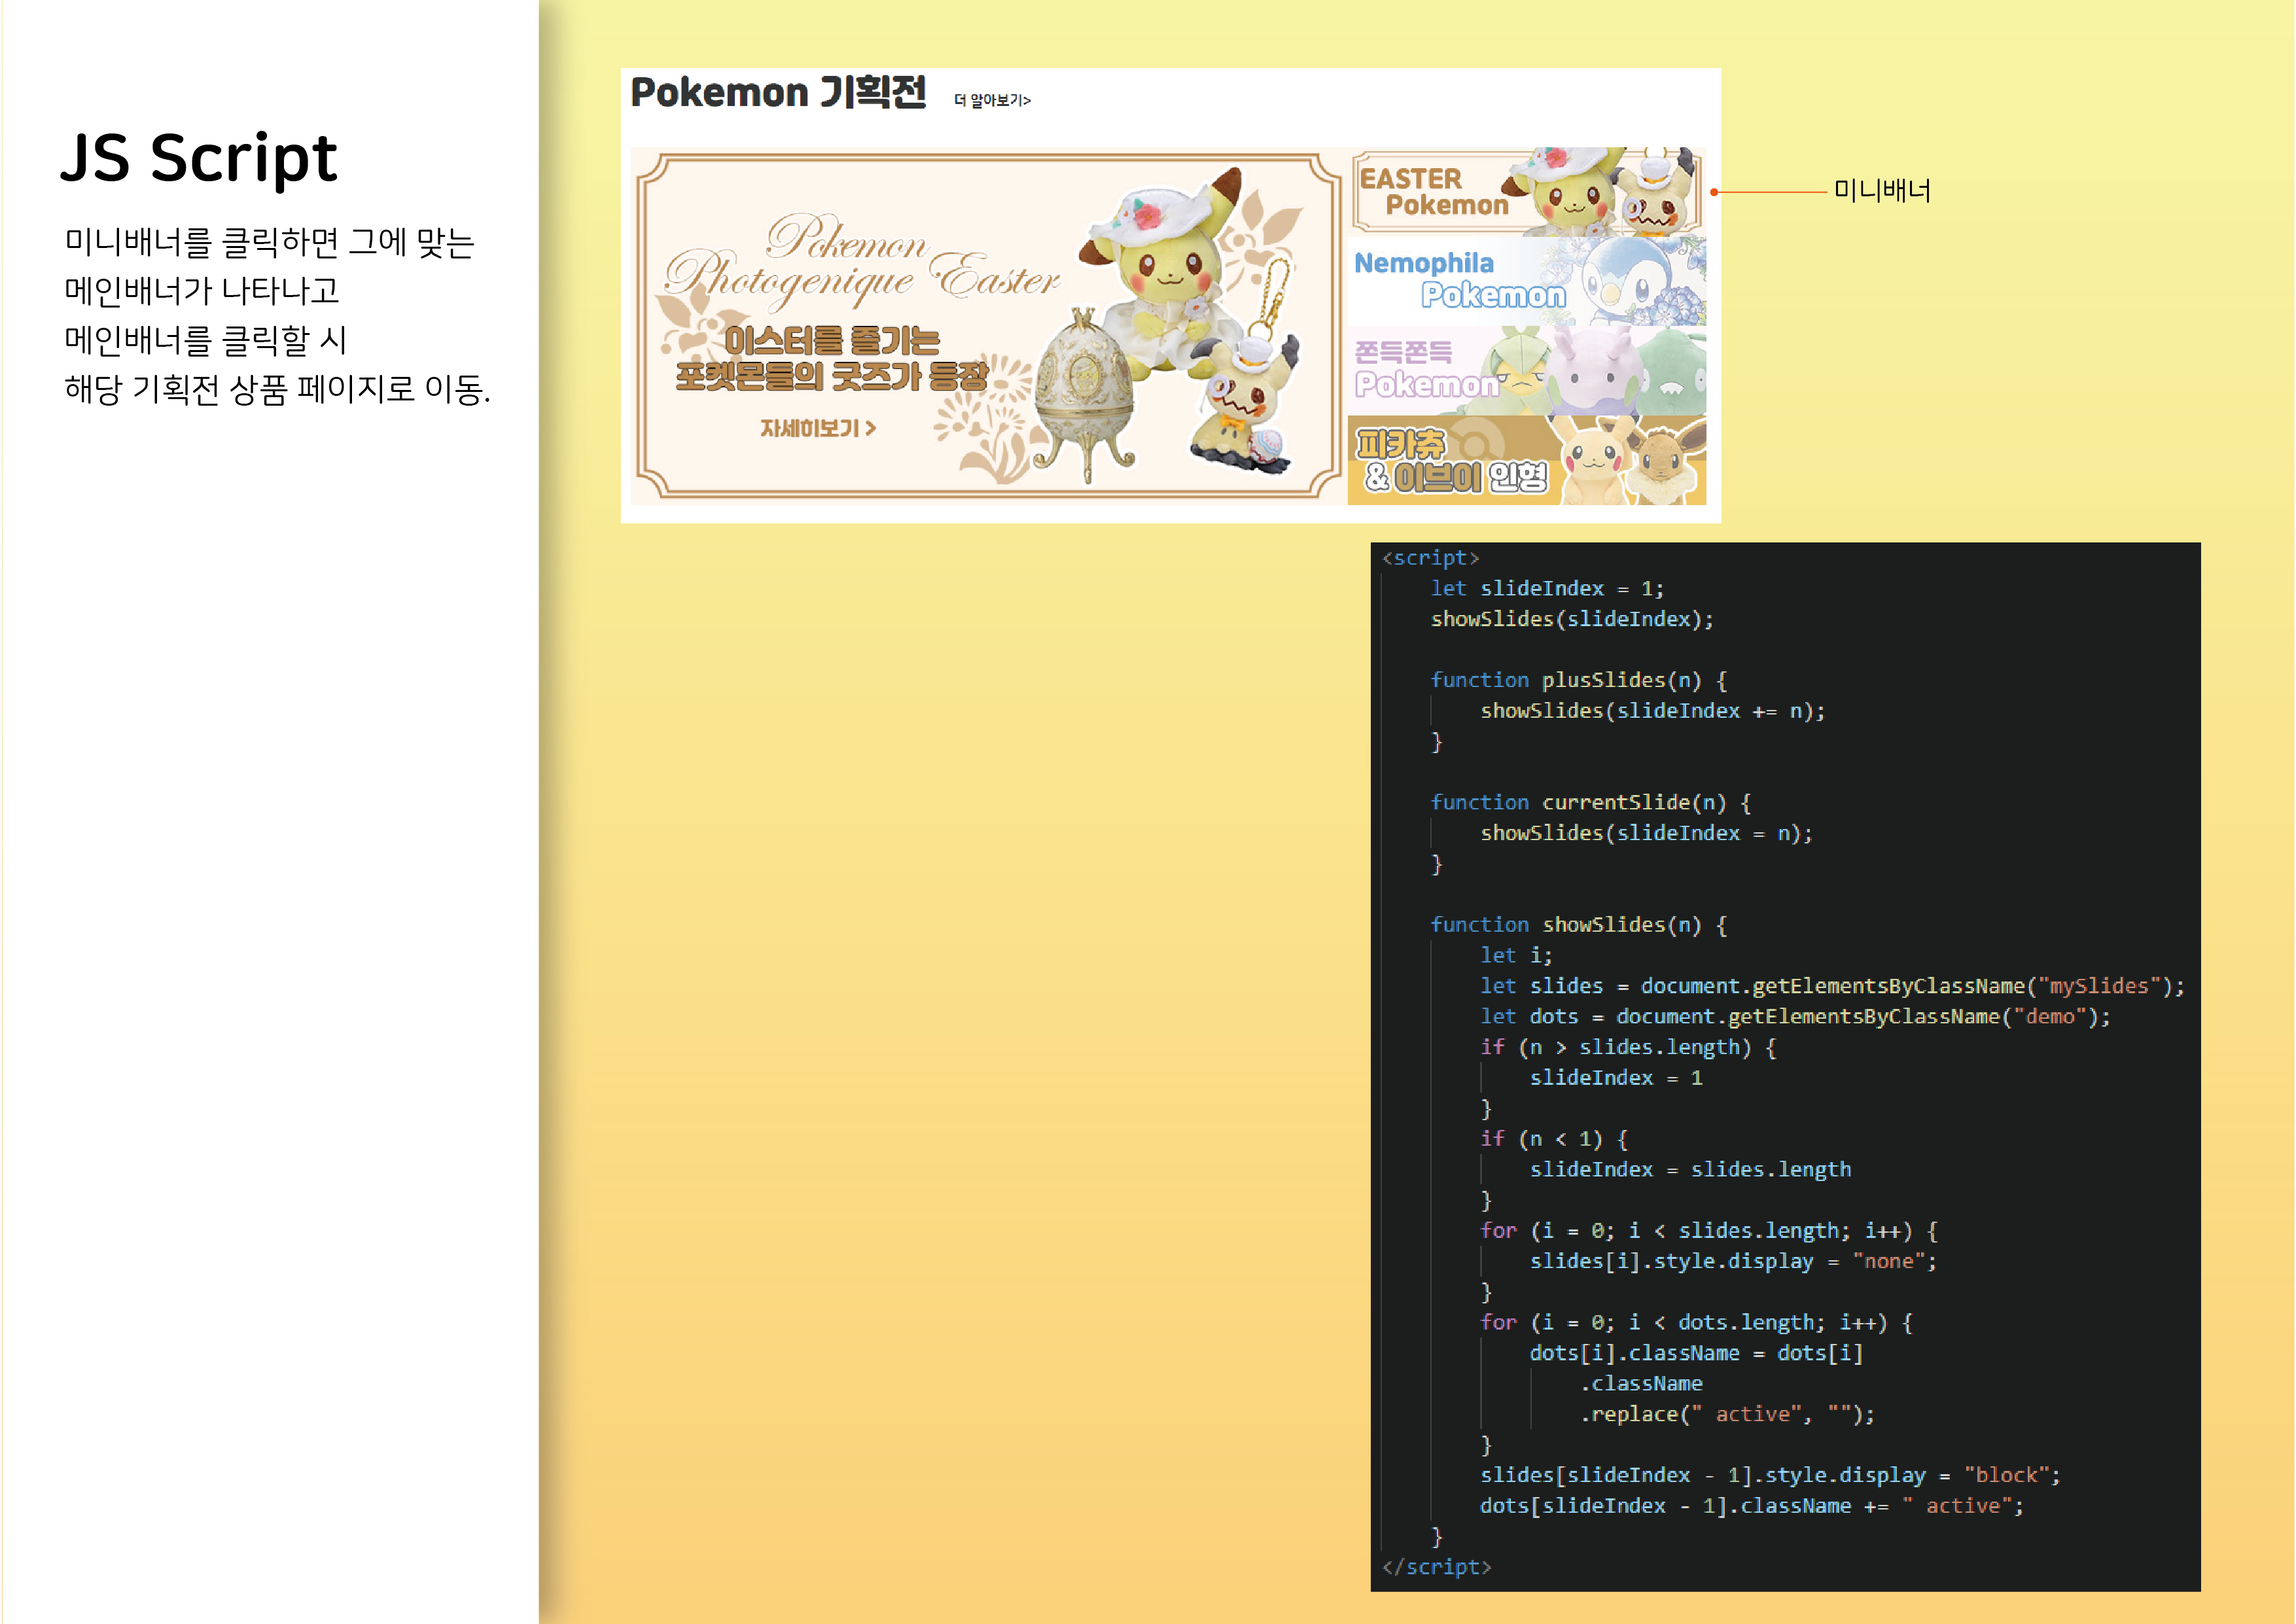 JS Script
미니배너를 클릭하면 그에 맞는
메인배너가 나타나고
메인배너를 클릭할 시
해당 기획전 상품 페이지로 이동.
Pokemon 기획전 더 알아보기>
Pokemon
Photogenique Easter
이스터를 즐기는
포켓몬들의 굿즈가 등장
자세히보기 >
EASTER
Pokemon
Nemophila
Pokemon
쫀득쫀득
Pokemon
피카츄
& 이브이 인형
미니배너
<script>
let slideIndex = 1;
showSlides(slideIndex);
function plusSlides(n) {
showSlides(slideIndex += n);
}
function currentSlide(n) {
showSlides(slideIndex = n);
}
function showSlides(n) {
let i;
let slides = document.getElementsByClassName("mySlides");
let dots = document.getElementsByClassName("demo");
if (n > slides.length) {
slideIndex = 1
}
if (n < 1) {
slideIndex = slides.length
}
for (i = 0; i < slides.length; i++) {
slides[i].style.display = "none";
}
for (i = 0; i < dots.length; i++) {
dots[i].className = dots[i]
.className
.replace(" active", "");
}
slides[slideIndex - 1].style.display = "block";
dots[slideIndex - 1].className += " active";
}
</script>